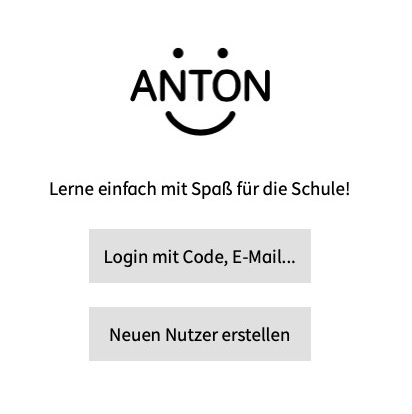 ANTON
Lerne einfach mit Spaß für die Schule!
Login mit Code, E-Mail...
Neuen Nutzer erstellen